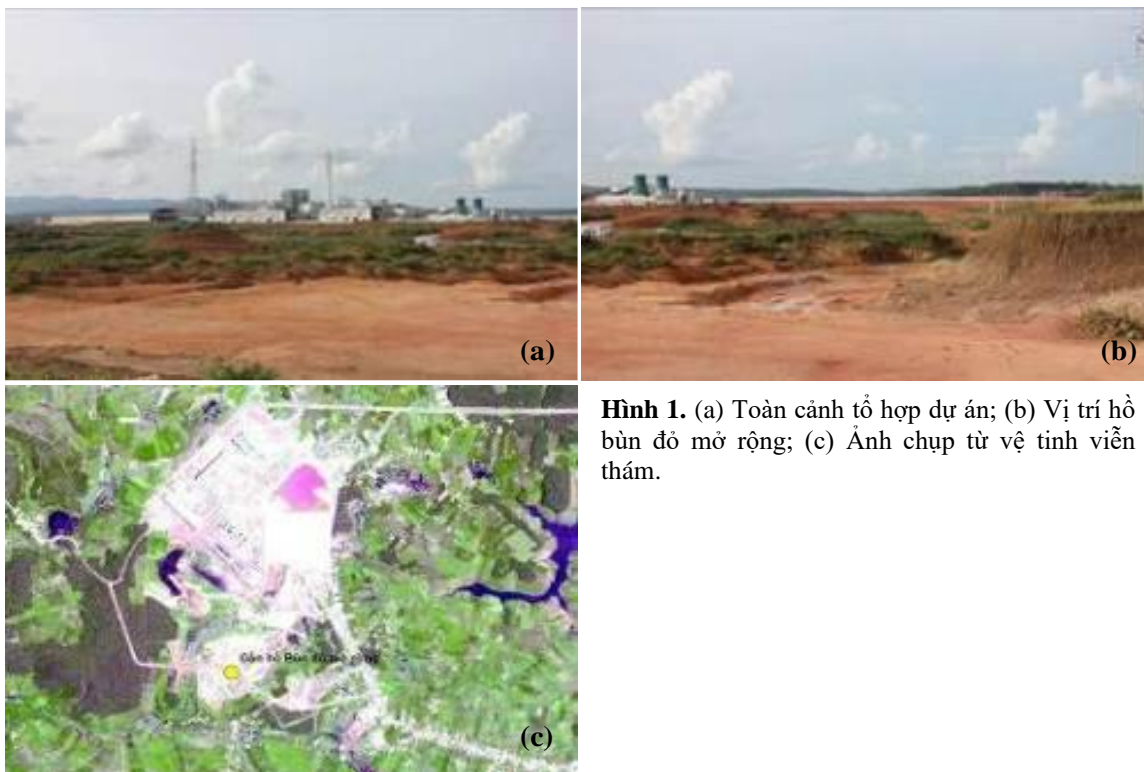 (a)
(b)
Hình 1. (a) Toàn cảnh tổ hợp dự án; (b) Vị trí hồ
bùn đỏ mở rộng; (c) Ảnh chụp từ vệ tinh viễn
thám.
(c)